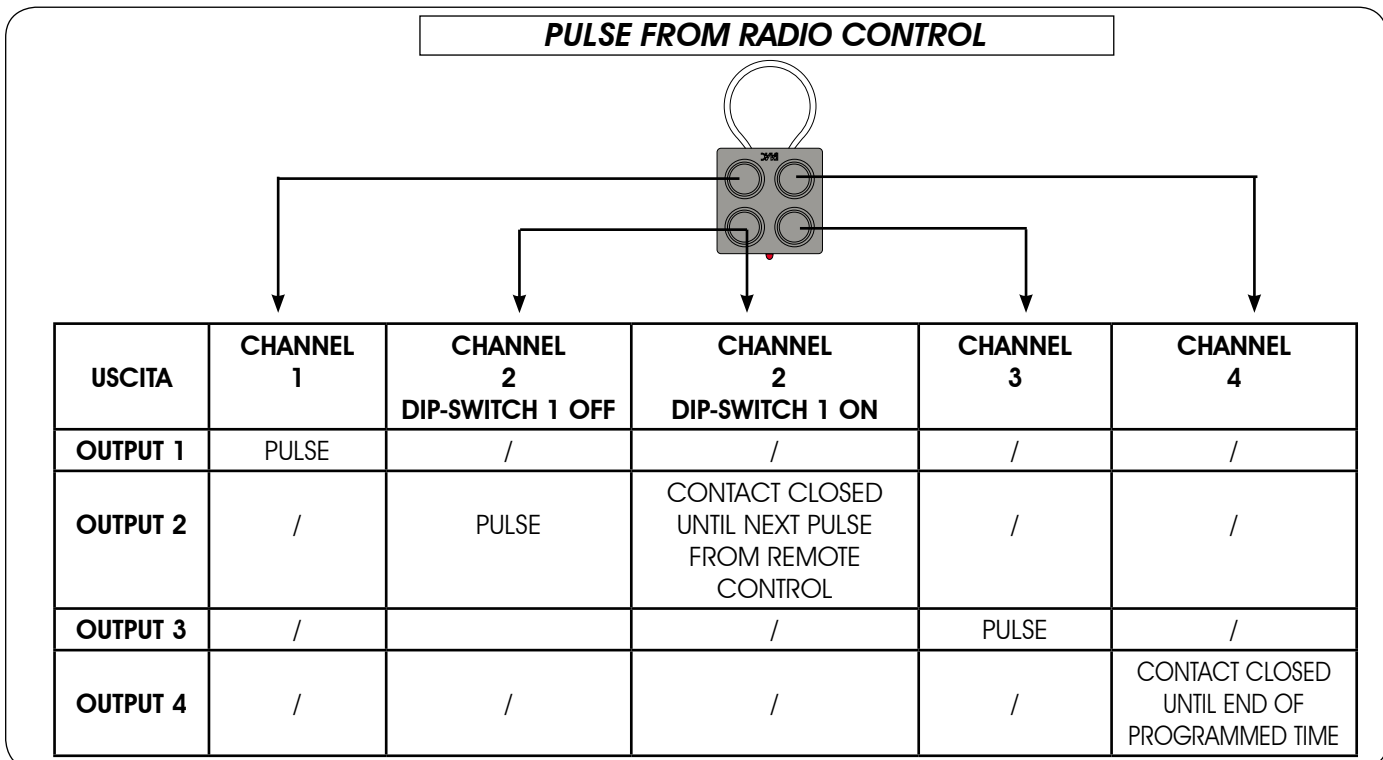 PULSE FROM RADIO CONTROL
USCITA
CHANNEL
1
CHANNEL
2
DIP-SWITCH 1 OFF
CHANNEL
2
DIP-SWITCH 1 ON
CHANNEL
3
CHANNEL
4
OUTPUT 1
PULSE
/
/
/
/
OUTPUT 2
/
PULSE
CONTACT CLOSED
UNTIL NEXT PULSE
FROM REMOTE
CONTROL
/
/
OUTPUT 3
/
/
PULSE
/
OUTPUT 4
/
/
/
/
CONTACT CLOSED
UNTIL END OF
PROGRAMMED TIME